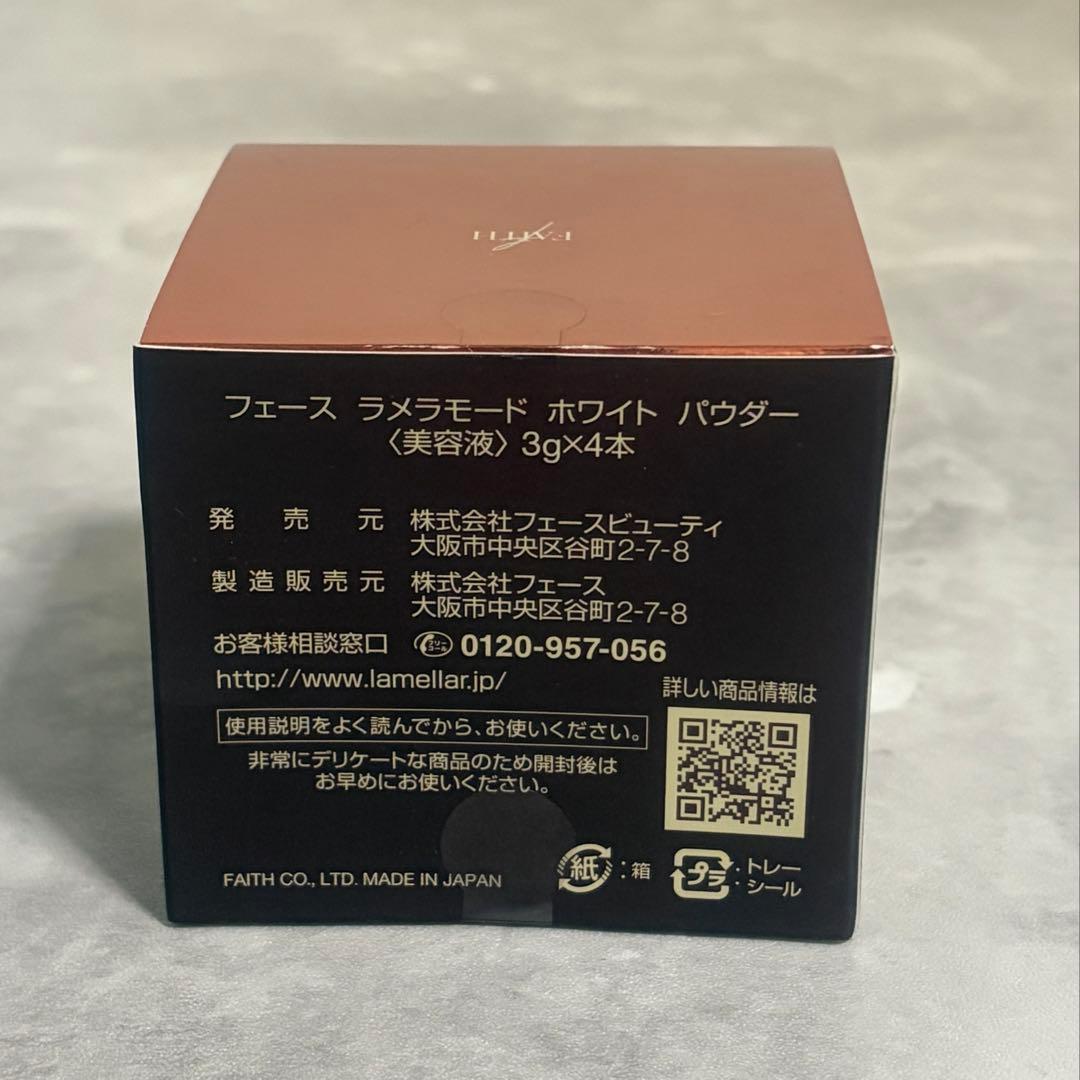 FAITH
フェース ラメラモード ホワイト パウダー
〈美容液〉3g×4本
発売元 株式会社フェースビューティ
大阪市中央区谷町2-7-8
製造販売元 株式会社フェース
大阪市中央区谷町2-7-8
お客様相談窓口 フリーコール 0120-957-056
http://www.lamellar.jp/
詳しい商品情報は
使用説明をよく読んでから、お使いください。
非常にデリケートな商品のため開封後は
お早めにお使いください。
FAITH CO., LTD. MADE IN JAPAN
紙:箱
プラ:トレー
:シール